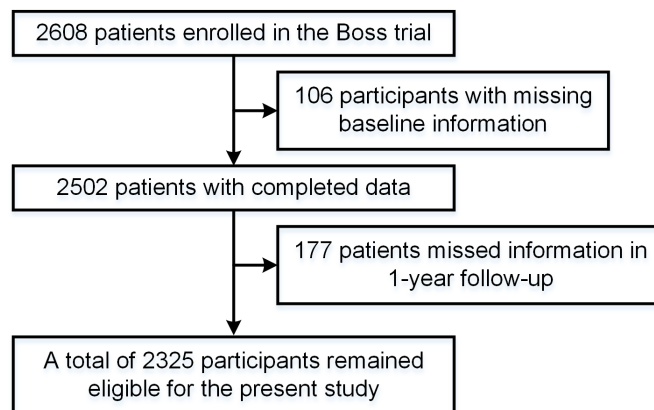 2608 patients enrolled in the Boss trial
106 participants with missing
baseline information
2502 patients with completed data
177 patients missed information in
1-year follow-up
A total of 2325 participants remained
eligible for the present study